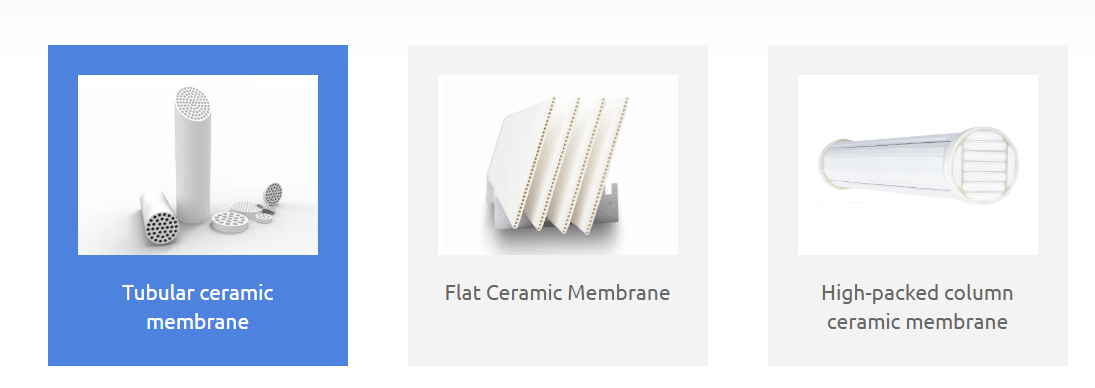 Tubular ceramic
membrane
Flat Ceramic Membrane
High-packed column
ceramic membrane